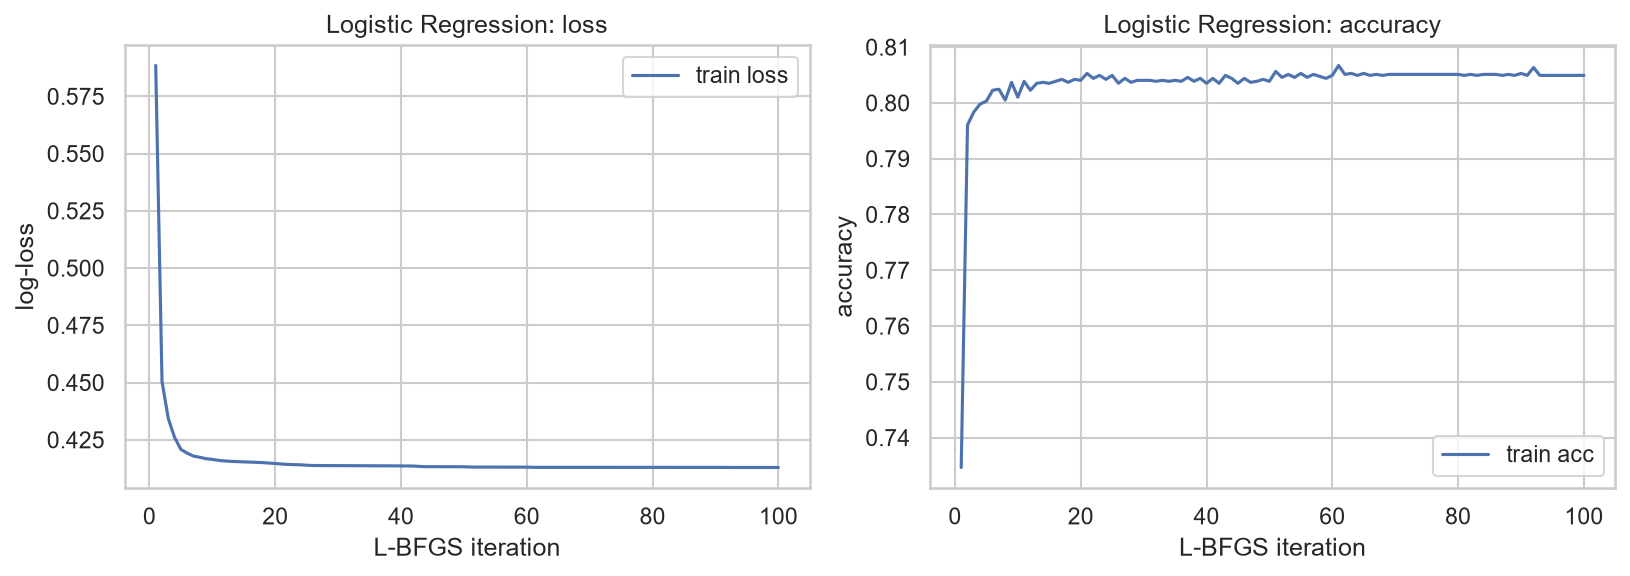 Logistic Regression: loss
train loss
0.575
0.550
0.525
0.500
0.475
0.450
0.425
log-loss
0 20 40 60 80 100
L-BFGS iteration
Logistic Regression: accuracy
0.81
0.80
0.79
0.78
0.77
0.76
0.75
0.74
accuracy
train acc
0 20 40 60 80 100
L-BFGS iteration